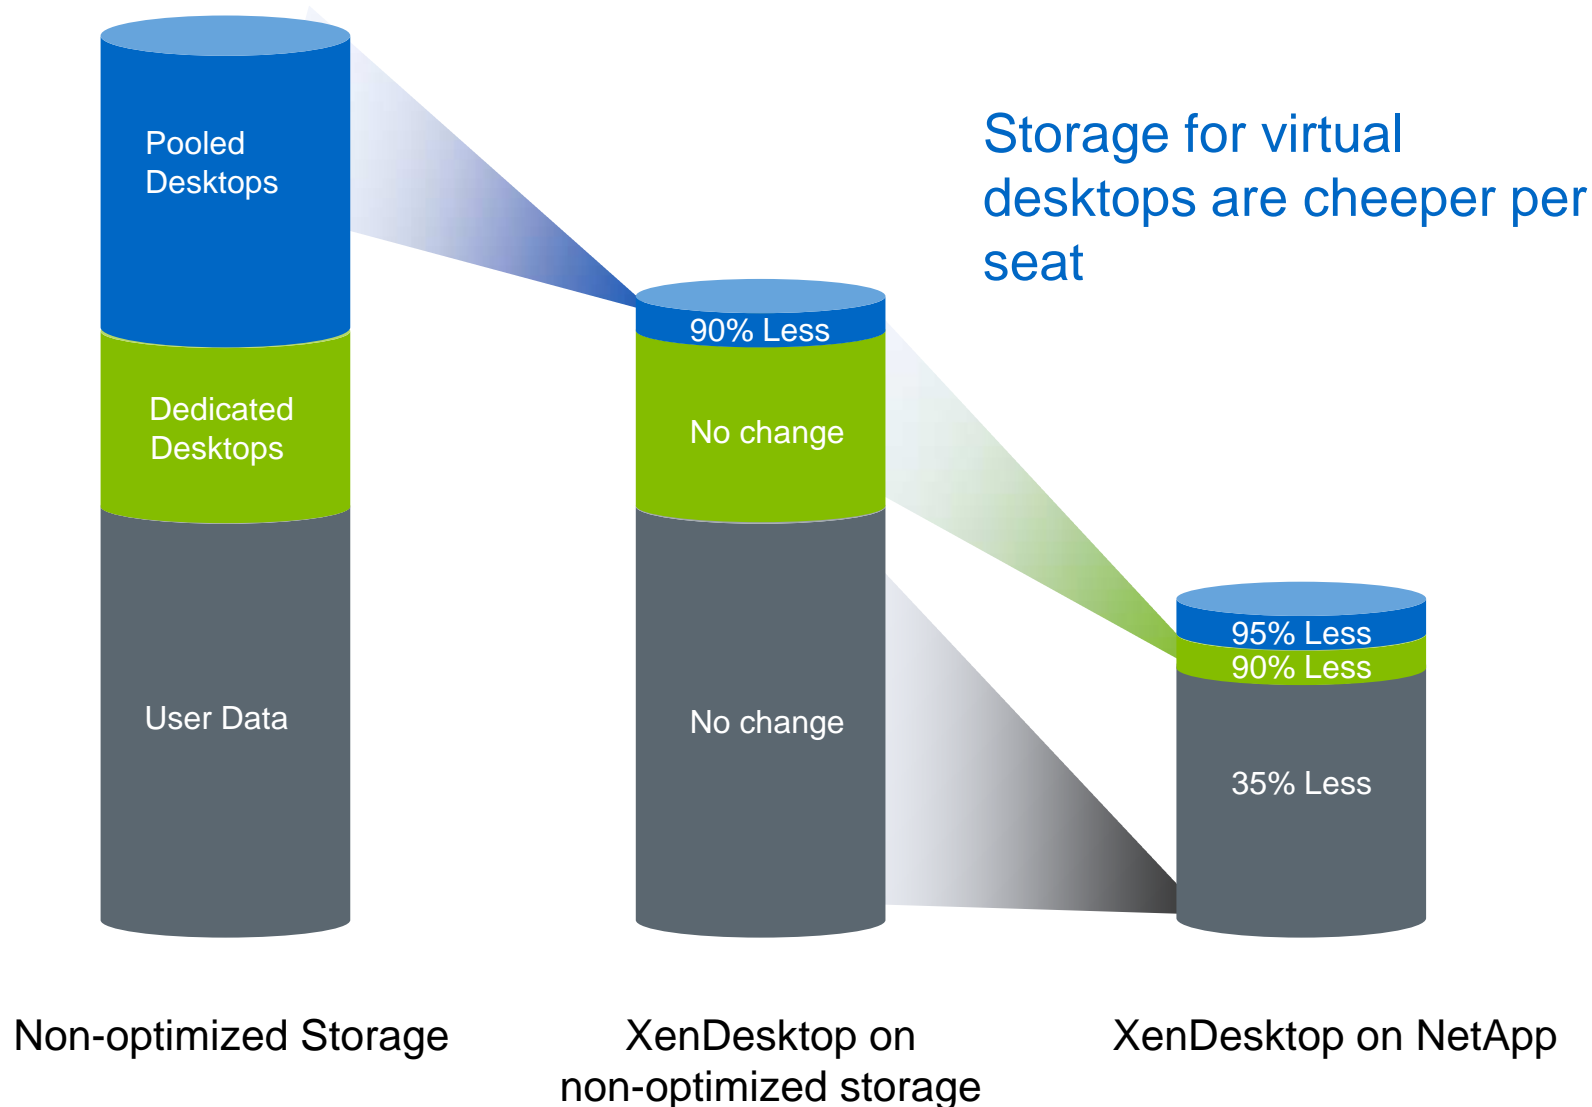 Pooled
Desktops
Storage for virtual
desktops are cheeper per
seat
90% Less
Dedicated
Desktops
No change
95% Less
90% Less
User Data
No change
35% Less
Non-optimized Storage
XenDesktop on
non-optimized storage
XenDesktop on NetApp